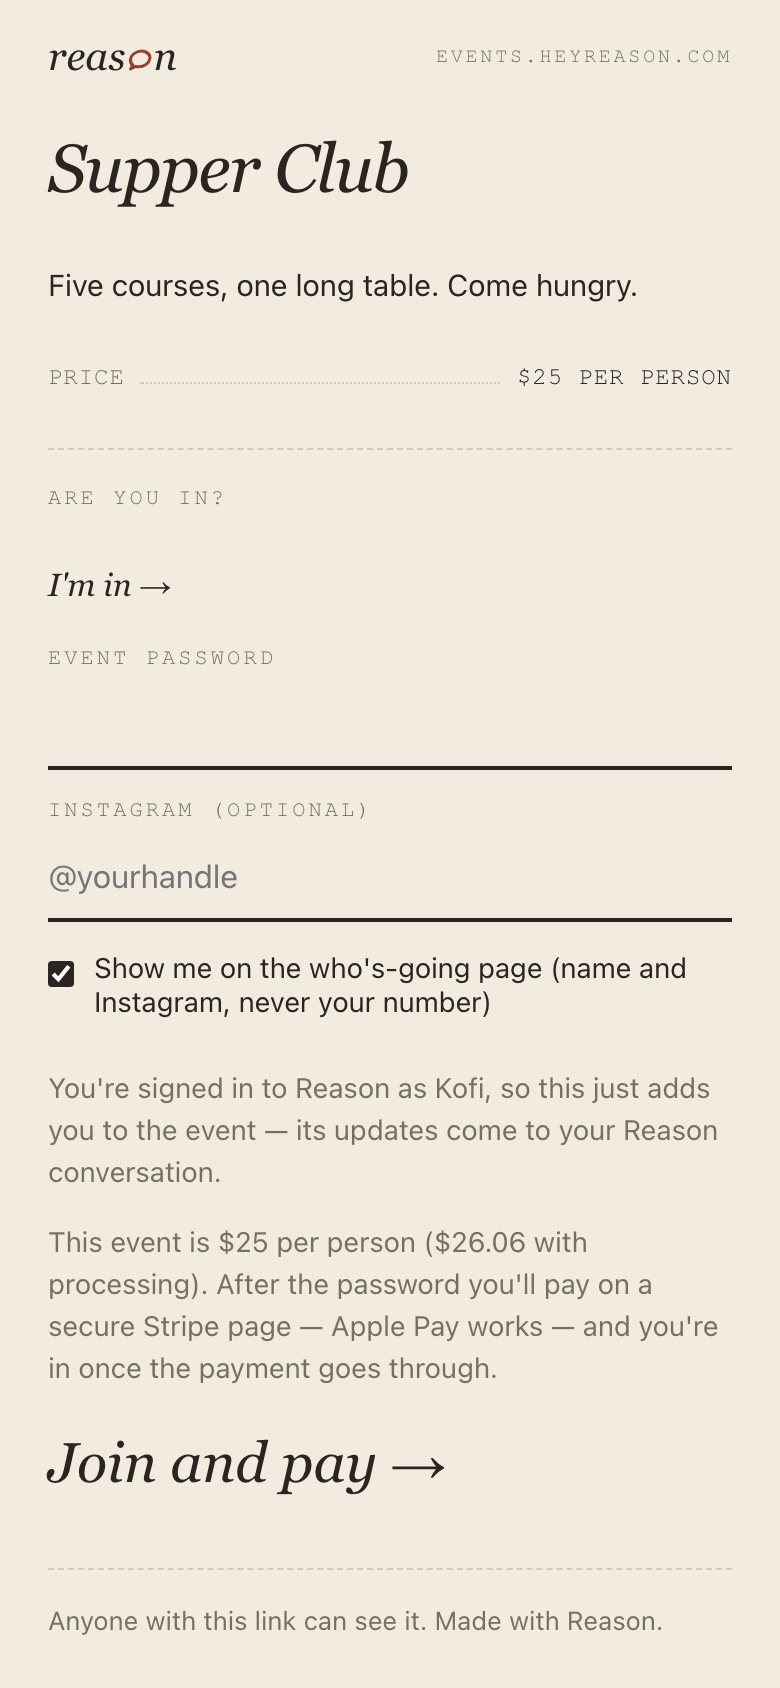 reason
EVENTS.HEYREASON.COM
Supper Club
Five courses, one long table. Come hungry.
PRICE
$25 PER PERSON
ARE YOU IN?
I'm in →
EVENT PASSWORD
INSTAGRAM (OPTIONAL)
@yourhandle
Show me on the who's-going page (name and
Instagram, never your number)
You're signed in to Reason as Kofi, so this just adds
you to the event — its updates come to your Reason
conversation.
This event is $25 per person ($26.06 with
processing). After the password you'll pay on a
secure Stripe page — Apple Pay works — and you're
in once the payment goes through.
Join and pay →
Anyone with this link can see it. Made with Reason.